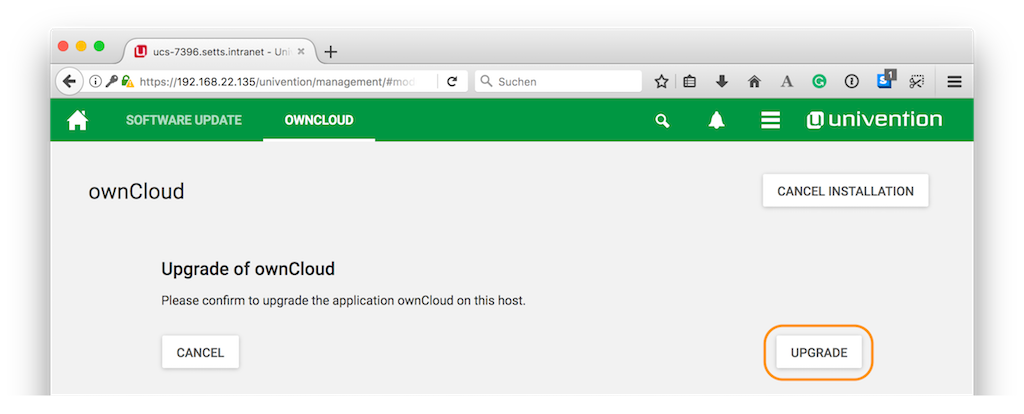 ucs-7396.setts.intranet - Uni
https://192.168.22.135/univention/management/#mod
Suchen
1
SOFTWARE UPDATE
OWNCLOUD
univention
ownCloud
CANCEL INSTALLATION
Upgrade of ownCloud
Please confirm to upgrade the application ownCloud on this host.
CANCEL
UPGRADE